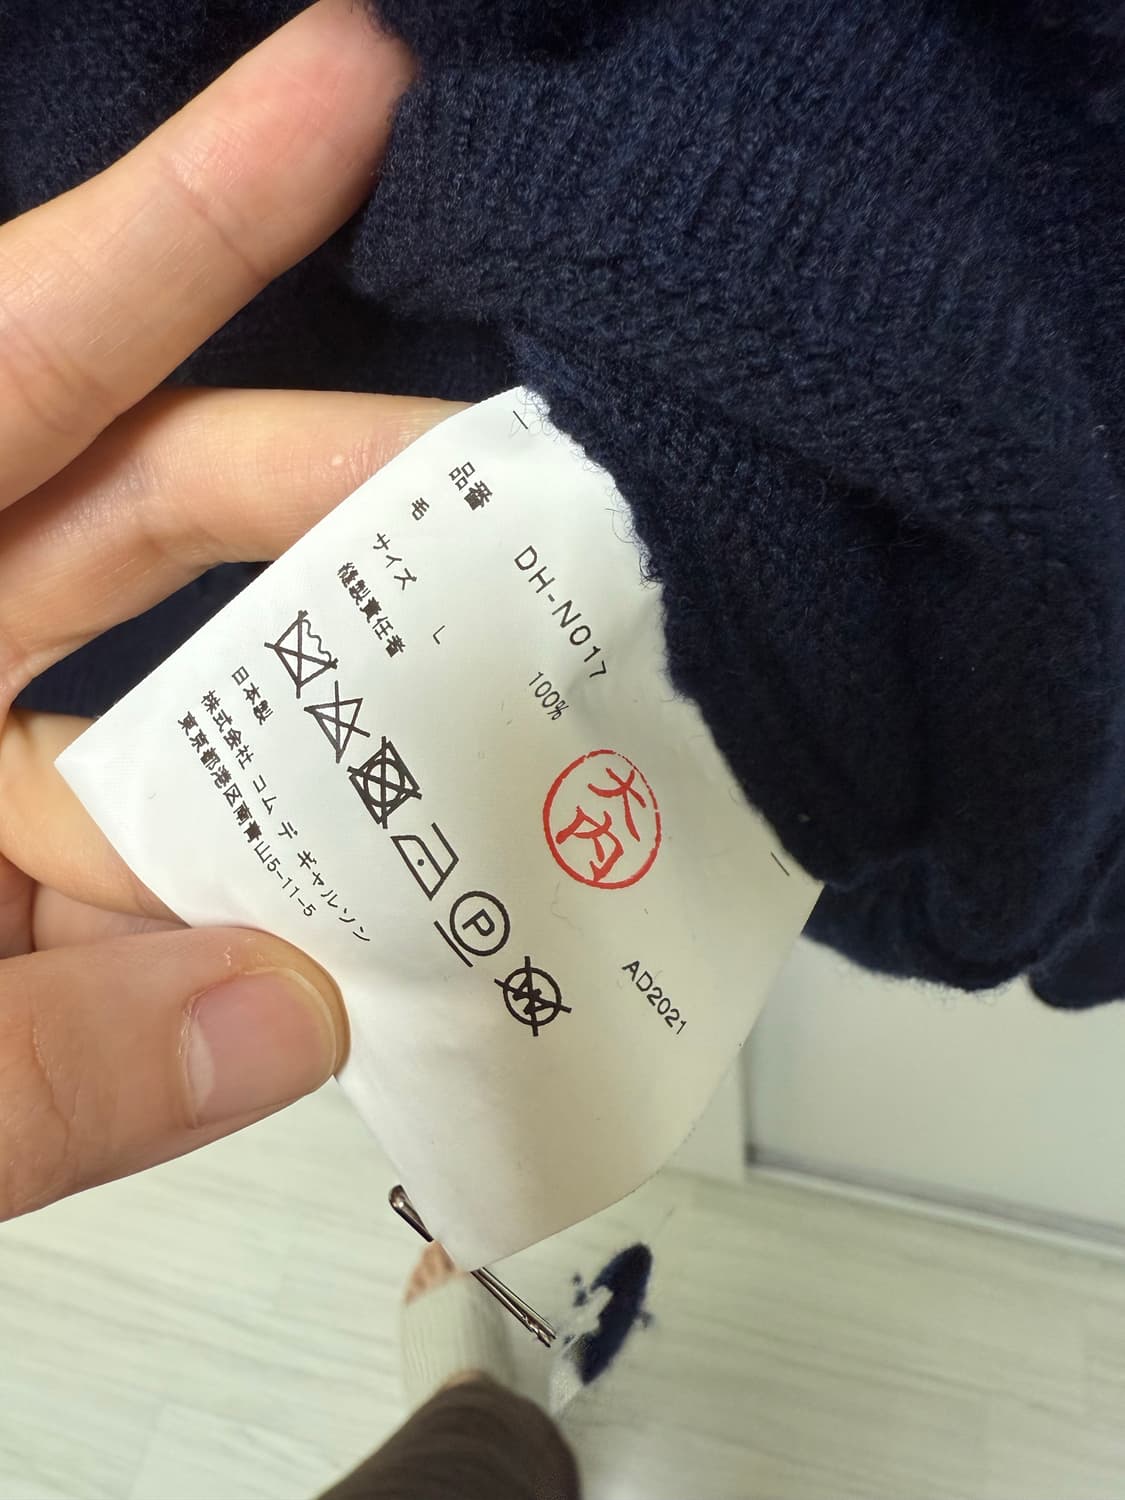 品番 DH-N017
毛 100%
サイズ L
縫製責任者 大内
日本製
株式会社 コム デ ギャルソン
東京都港区南青山5-11-5
P
W
AD2021